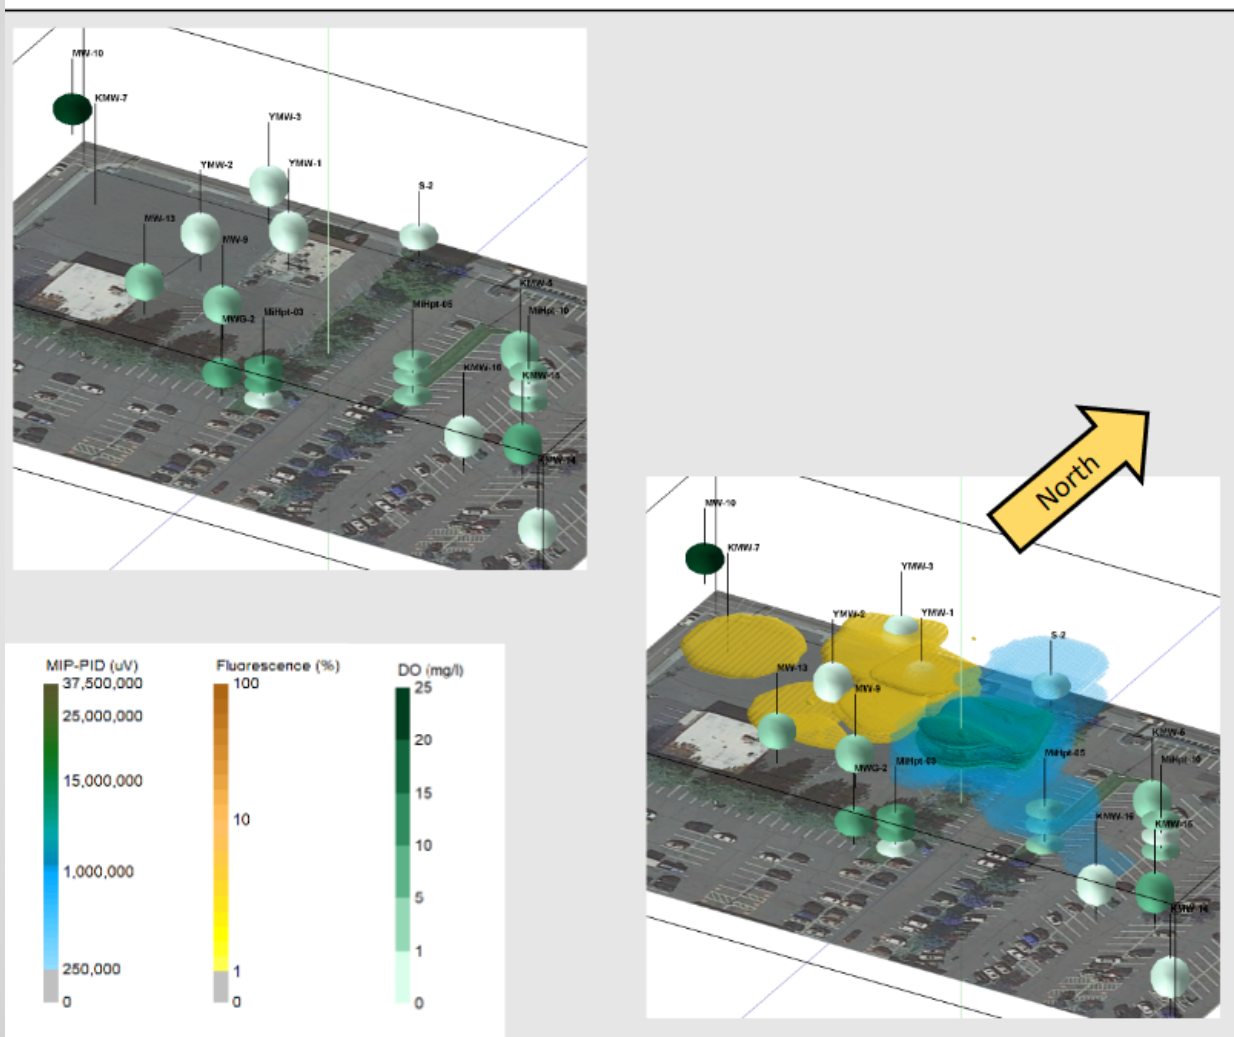 MW-10
KMW-7
YMW-3
YMW-2
YMW-1
S-2
MW-13
MW-9
KMW-5
MWG-2
MiHpt-03
MiHpt-05
MiHpt-10
KMW-16
KMW-15
KMW-14
North
MW-10
KMW-7
YMW-3
YMW-2
YMW-1
S-2
MW-13
MW-9
KMW-5
MWG-2
MiHpt-03
MiHpt-05
MiHpt-10
KMW-16
KMW-15
KMW-14
MIP-PID (uV)
37,500,000
25,000,000
15,000,000
1,000,000
250,000
0
Fluorescence (%)
100
10
1
0
DO (mg/l)
25
20
15
10
5
1
0